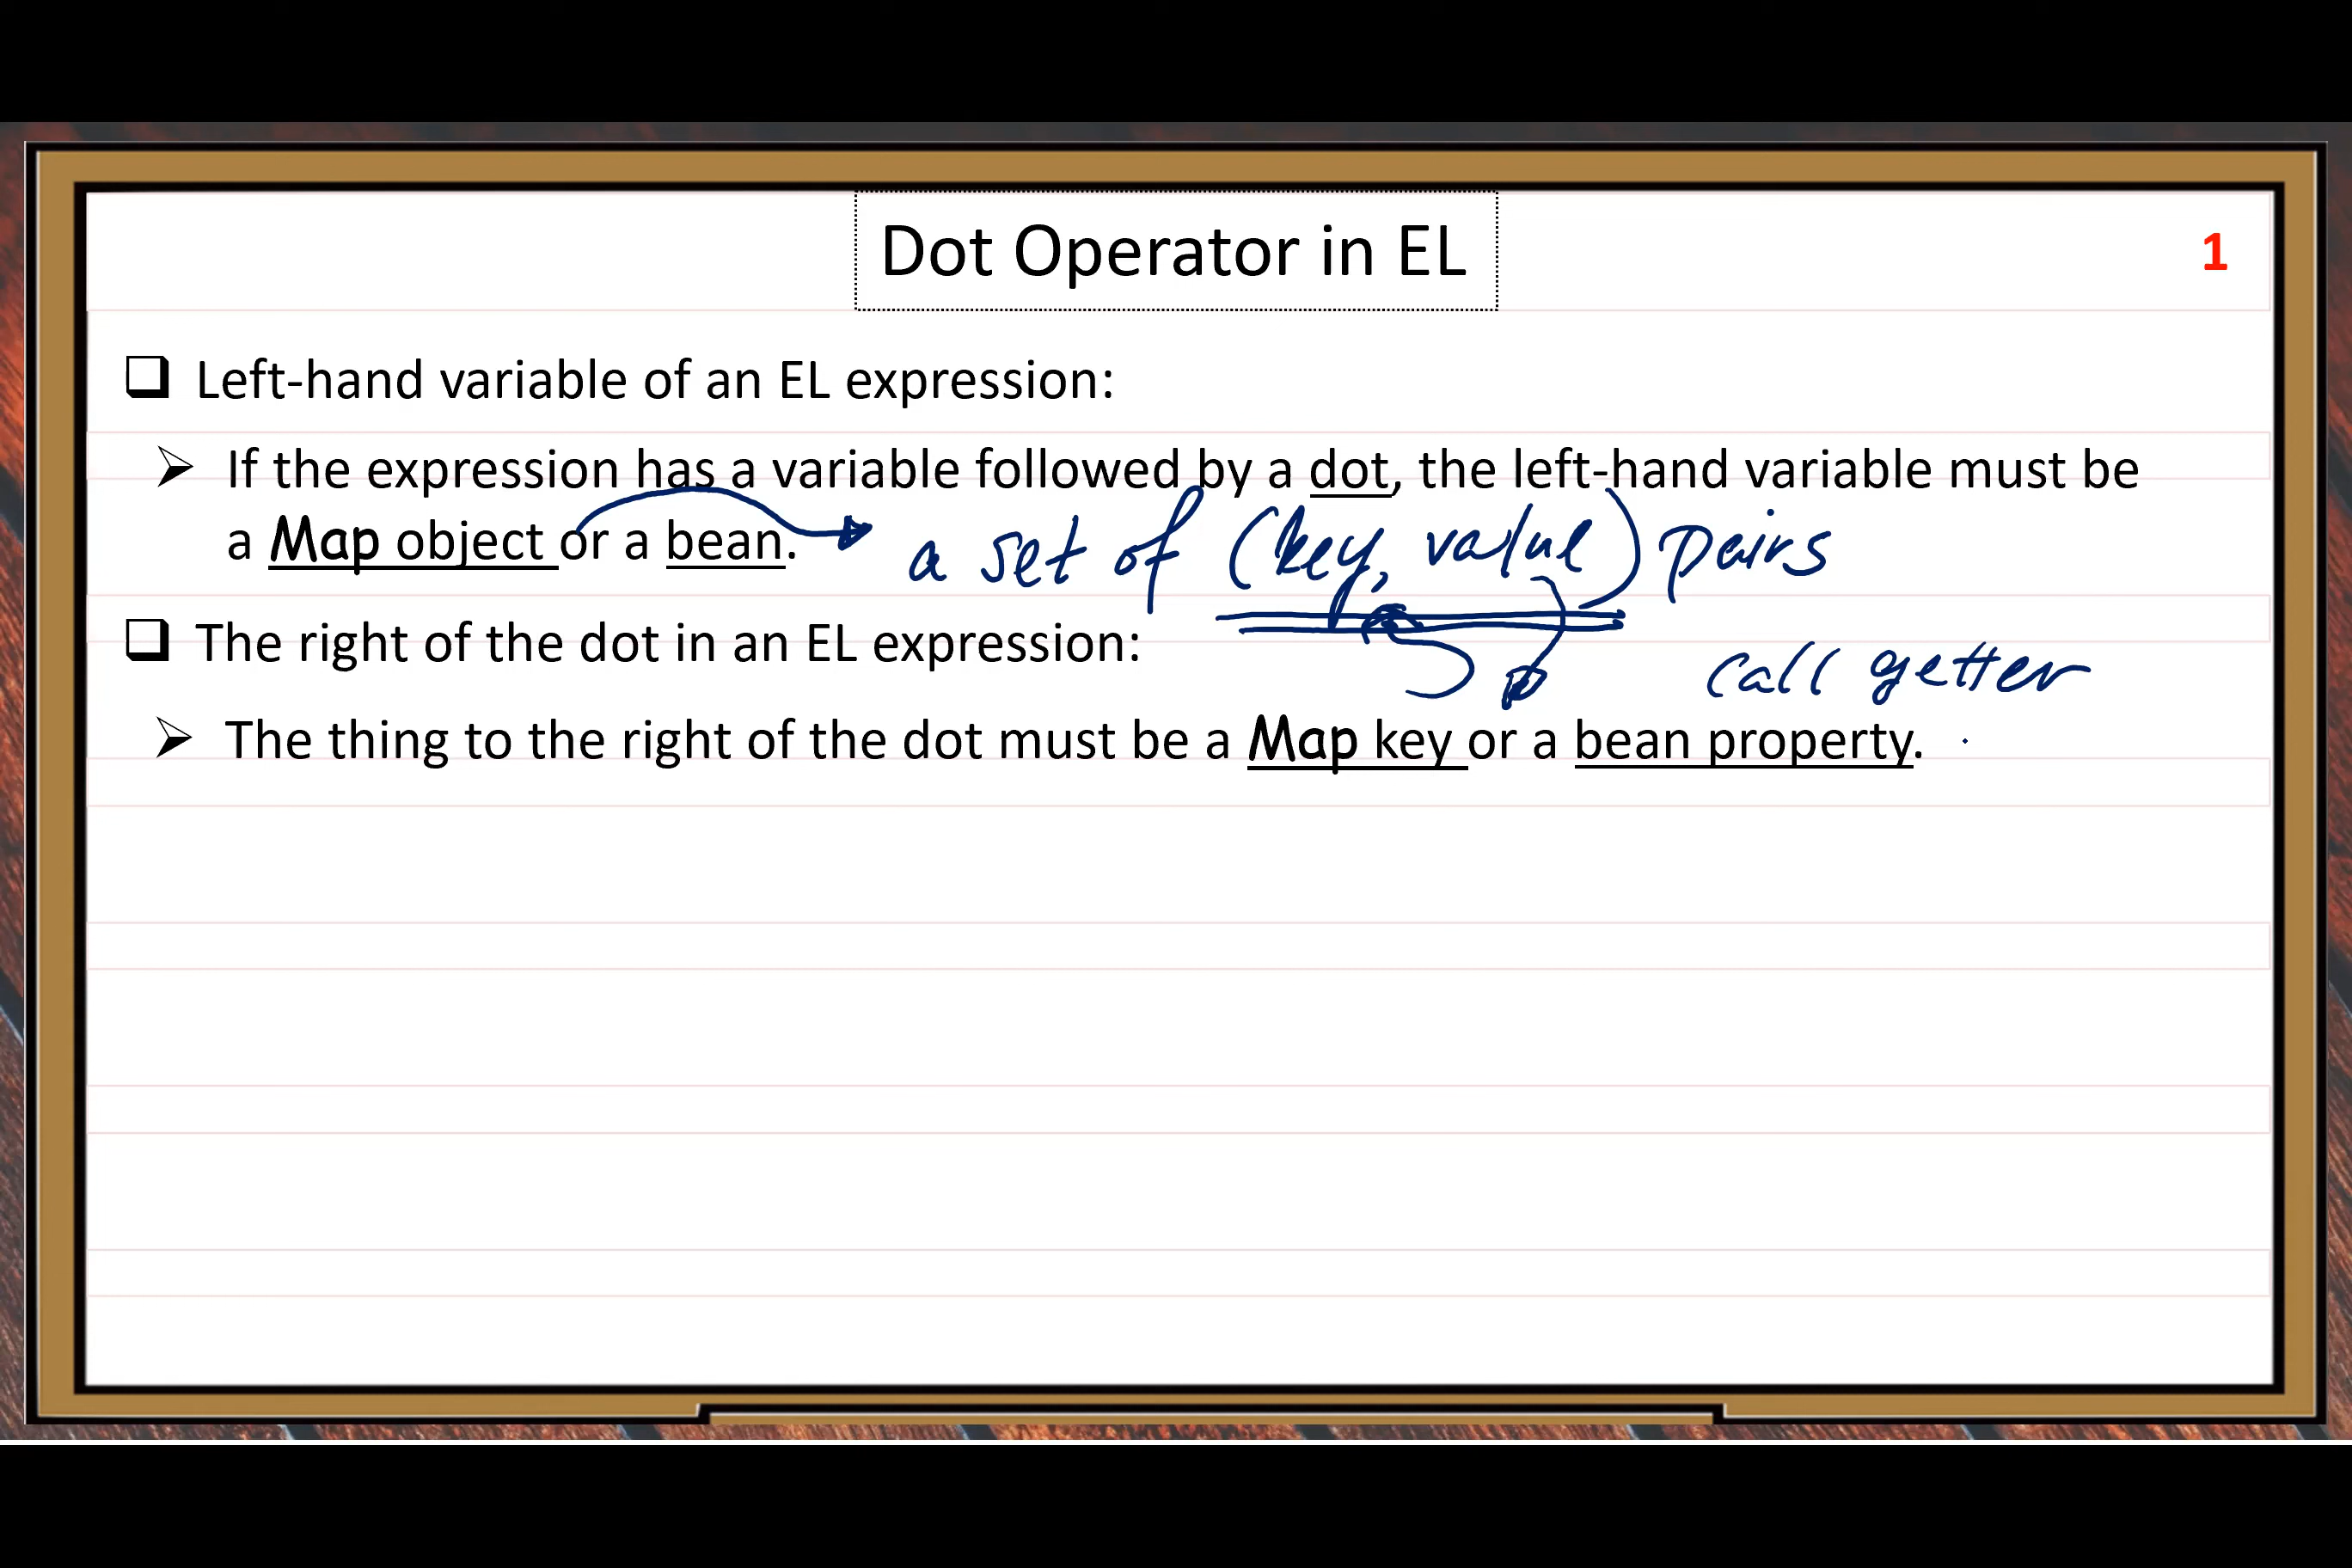 Dot Operator in EL
1
❑ Left-hand variable of an EL expression:
➢ If the expression has a variable followed by a dot, the left-hand variable must be
a Map object or a bean. a set of (key, value) pairs
❑ The right of the dot in an EL expression:
call getter
➢ The thing to the right of the dot must be a Map key or a bean property.